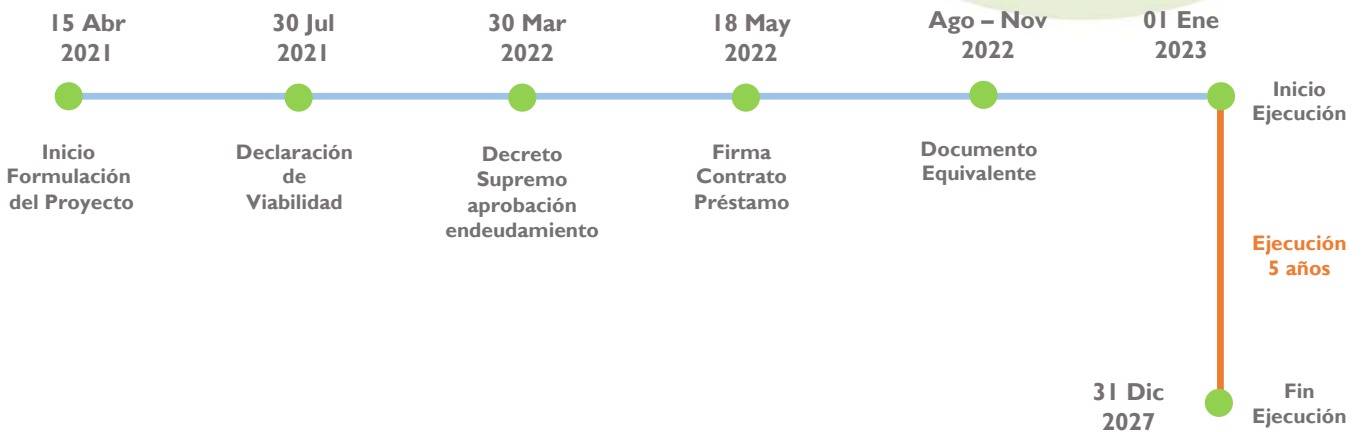 15 Abr
2021
30 Jul
2021
30 Mar
2022
18 May
2022
Ago – Nov
2022
01 Ene
2023
Inicio
Formulación
del Proyecto
Declaración
de
Viabilidad
Decreto
Supremo
aprobación
endeudamiento
Firma
Contrato
Préstamo
Documento
Equivalente
Inicio
Ejecución
Ejecución
5 años
31 Dic
2027
Fin
Ejecución